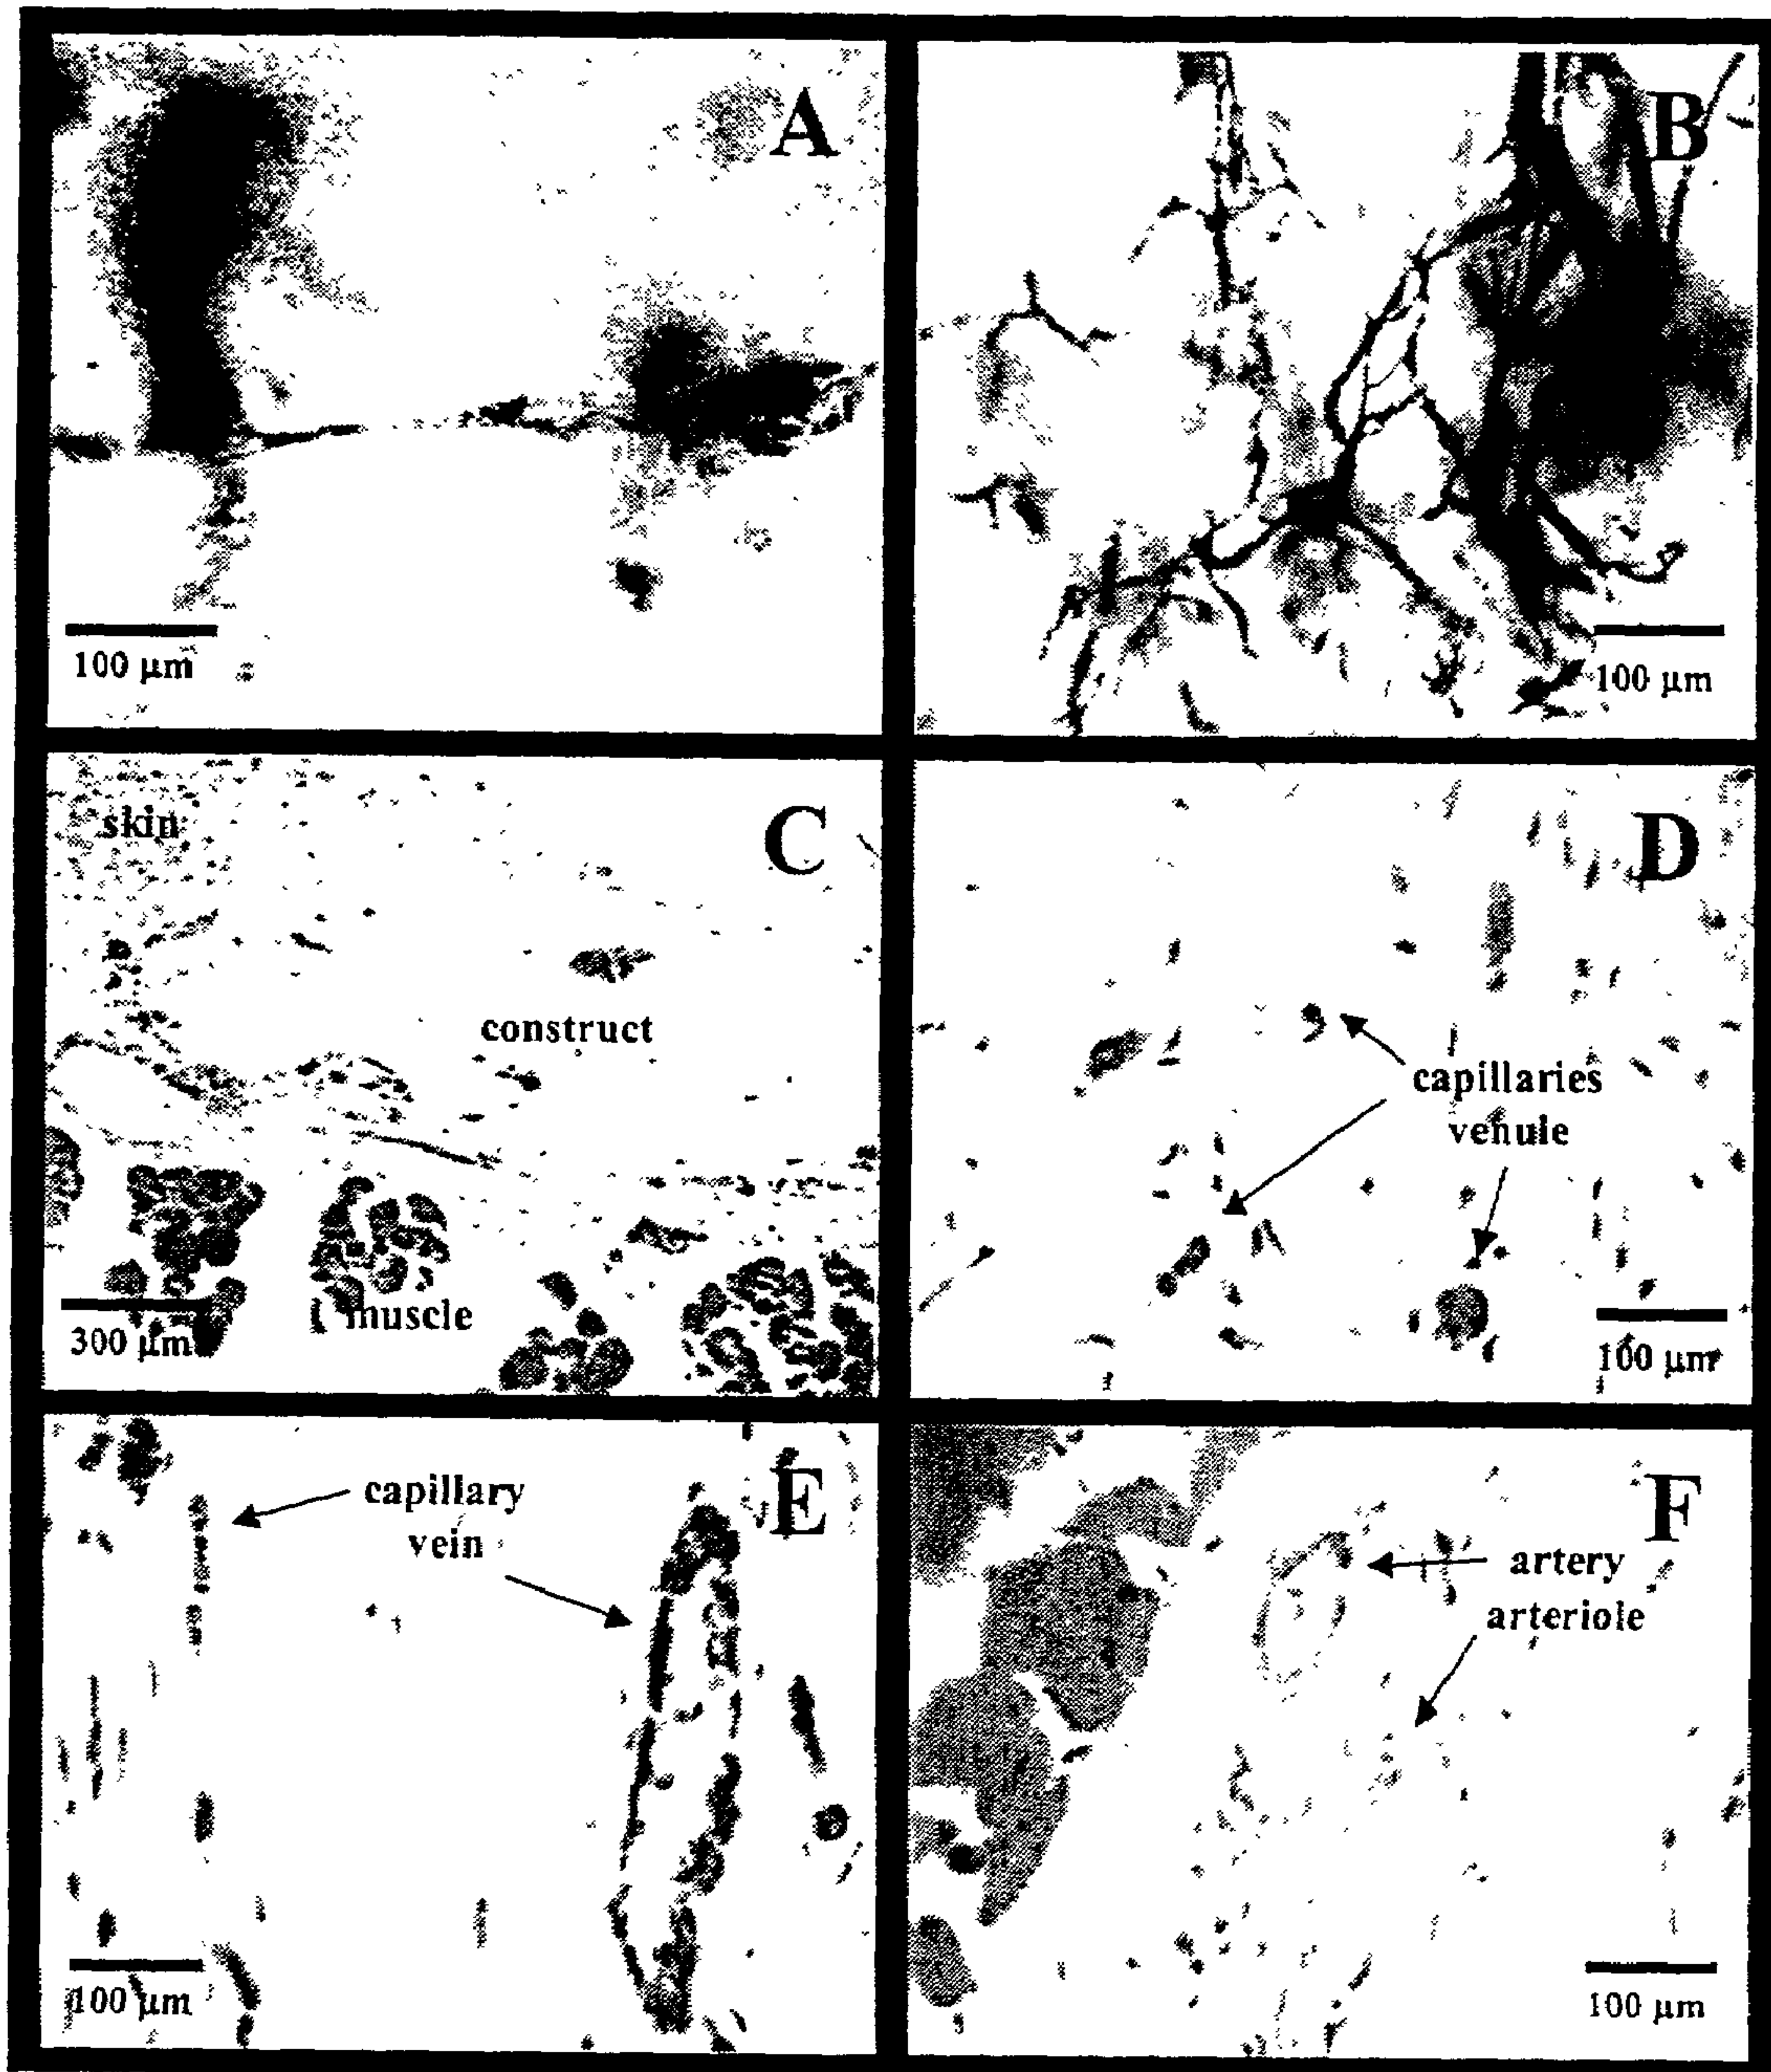 A
100 µm
B
100 µm
C
skin
construct
muscle
300 µm
D
capillaries
venule
100 µm
E
capillary
vein
100 µm
F
artery
arteriole
100 µm